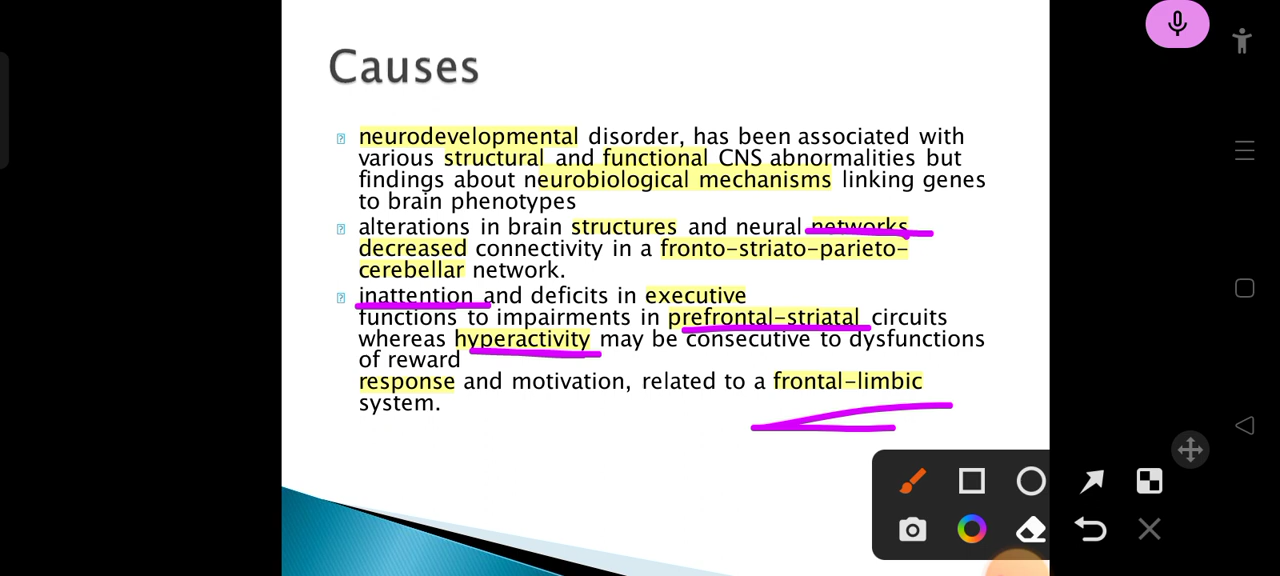 Causes
neurodevelopmental disorder, has been associated with
various structural and functional CNS abnormalities but
findings about neurobiological mechanisms linking genes
to brain phenotypes
alterations in brain structures and neural networks
decreased connectivity in a fronto-striato-parieto-
cerebellar network.
inattention and deficits in executive
functions to impairments in prefrontal-striatal circuits
whereas hyperactivity may be consecutive to dysfunctions
of reward
response and motivation, related to a frontal-limbic
system.